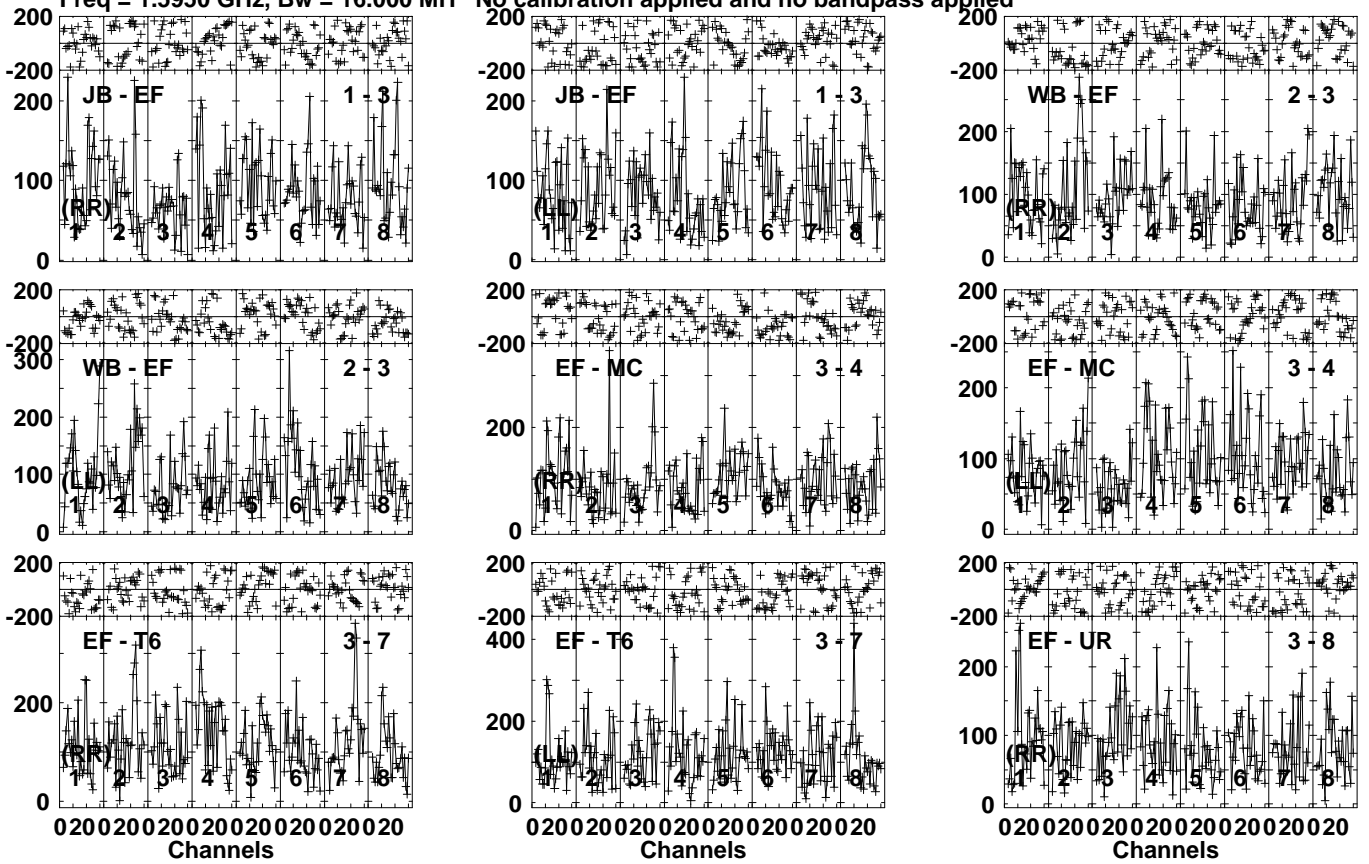 Freq = 1.5950 GHz, Bw = 16.000 MH No calibration applied and no bandpass applied
-200 -200 -200
JB - EF 1 - 3 JB - EF 1 - 3 WB - EF 2 - 3
200 200 200
100 100 100
(RR) (LL) (RR)
1 2 3 4 5 6 7 8 1 2 3 4 5 6 7 8 1 2 3 4 5 6 7 8
0 0 0
200 200 200
-200 -200 -200
300
WB - EF 2 - 3 EF - MC 3 - 4 EF - MC 3 - 4
200 200 200
100 100
(LL) (RR) (LL)
1 2 3 4 5 6 7 8 1 2 3 4 5 6 7 8 1 2 3 4 5 6 7 8
0 0 0
200 200 200
-200 -200 -200
EF - T6 3 - 7 EF - T6 3 - 7 EF - UR 3 - 8
400
200 200 200
100
(RR) (LL) (RR)
1 2 3 4 5 6 7 8 1 2 3 4 5 6 7 8 1 2 3 4 5 6 7 8
0 0 0
0 20 0 20 0 20 0 20 0 20 0 20 0 20 0 20 0 20 0 20 0 20 0 20 0 20 0 20 0 20 0 20 0 20 0 20 0 20 0 20 0 20 0 20 0 20 0 20
Channels Channels Channels